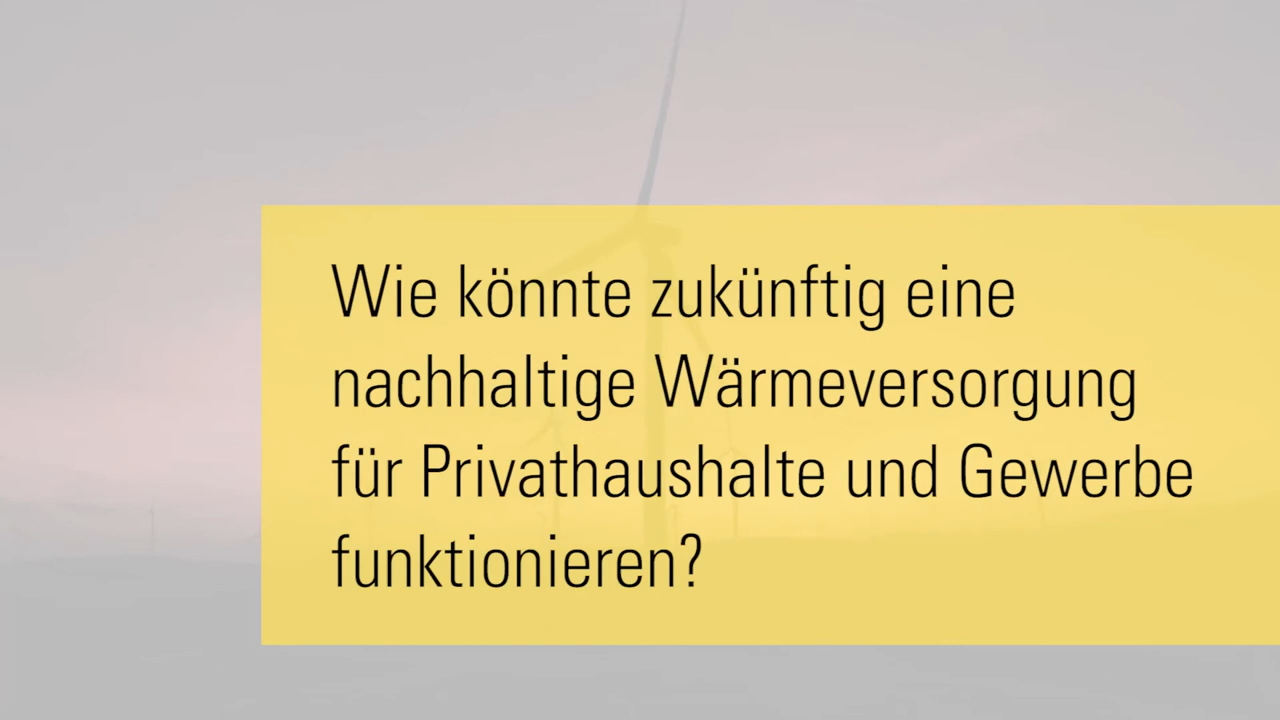 Wie könnte zukünftig eine
nachhaltige Wärmeversorgung
für Privathaushalte und Gewerbe
funktionieren?